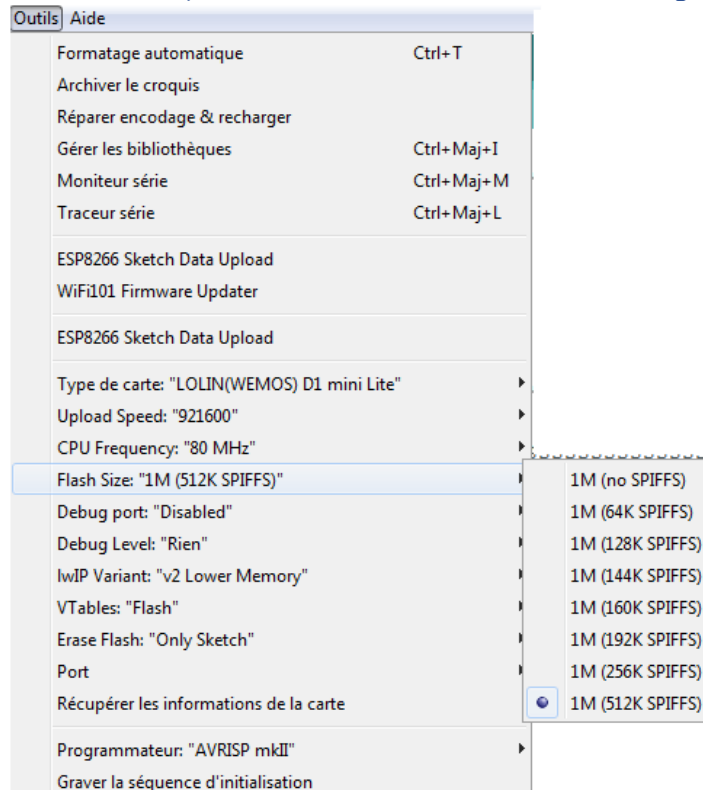 Outils Aide
Formatage automatique Ctrl+T
Archiver le croquis
Réparer encodage & recharger
Gérer les bibliothèques Ctrl+Maj+I
Moniteur série Ctrl+Maj+M
Traceur série Ctrl+Maj+L
ESP8266 Sketch Data Upload
WiFi101 Firmware Updater
ESP8266 Sketch Data Upload
Type de carte: "LOLIN(WEMOS) D1 mini Lite"
Upload Speed: "921600"
CPU Frequency: "80 MHz"
Flash Size: "1M (512K SPIFFS)"
Debug port: "Disabled"
Debug Level: "Rien"
lwIP Variant: "v2 Lower Memory"
VTables: "Flash"
Erase Flash: "Only Sketch"
Port
Récupérer les informations de la carte
Programmateur: "AVRISP mkII"
Graver la séquence d'initialisation
1M (no SPIFFS)
1M (64K SPIFFS)
1M (128K SPIFFS)
1M (144K SPIFFS)
1M (160K SPIFFS)
1M (192K SPIFFS)
1M (256K SPIFFS)
1M (512K SPIFFS)